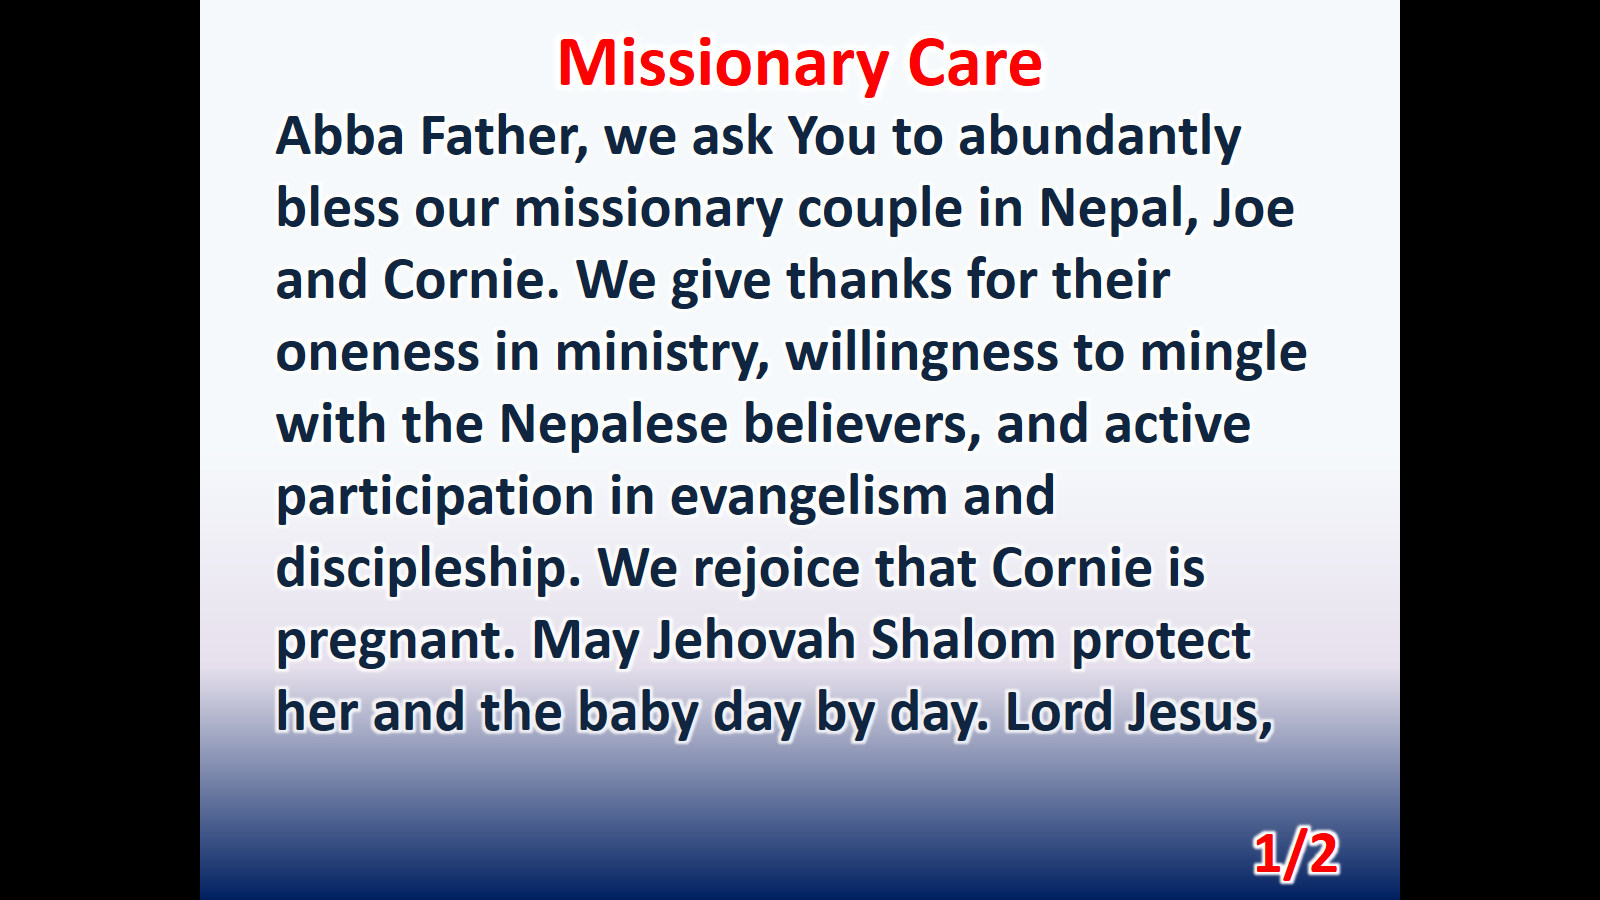 Missionary Care
Abba Father, we ask You to abundantly
bless our missionary couple in Nepal, Joe
and Cornie. We give thanks for their
oneness in ministry, willingness to mingle
with the Nepalese believers, and active
participation in evangelism and
discipleship. We rejoice that Cornie is
pregnant. May Jehovah Shalom protect
her and the baby day by day. Lord Jesus,
1/2